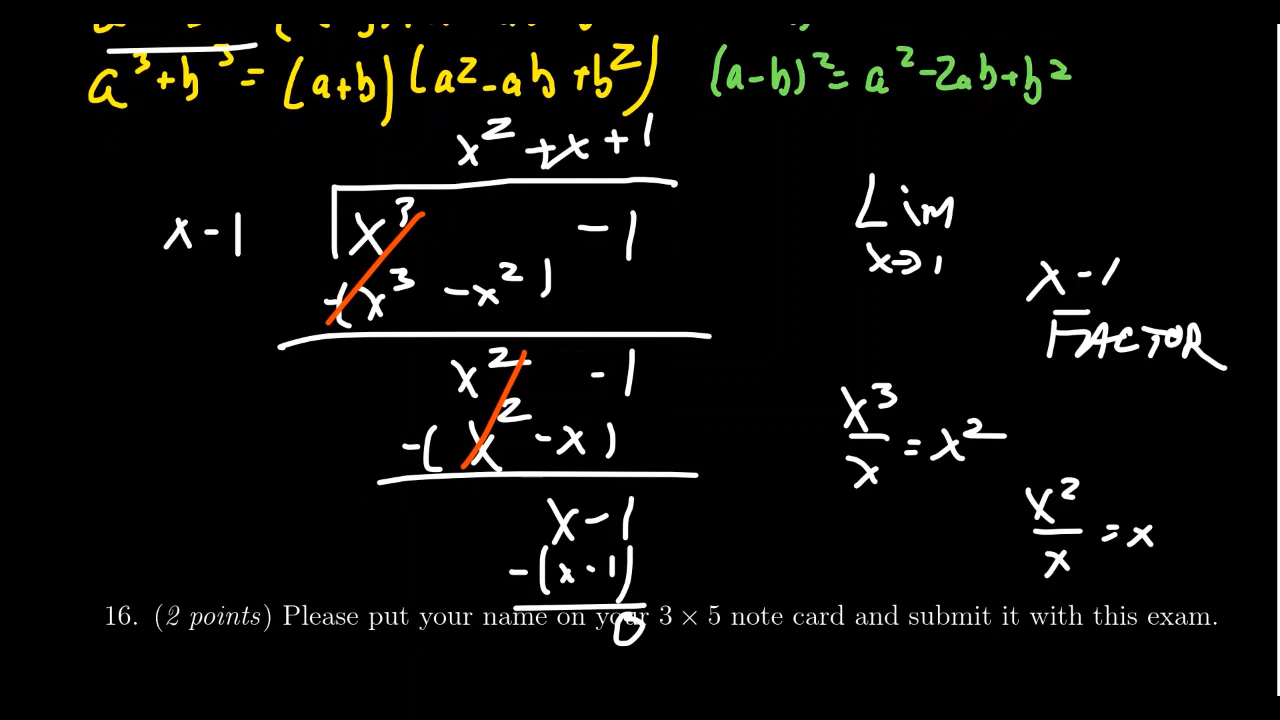 a³+b³= (a+b)(a²-ab+b²)
(a-b)²= a²-2ab+b²
x²+x+1
x-1
x³ -1
-(x³ -x²)
x² -1
-(x² -x)
x-1
-(x-1)
0
Lim
x→1
x-1
FACTOR
x³/x = x²
x²/x = x
16. (2 points) Please put your name on your 3 × 5 note card and submit it with this exam.